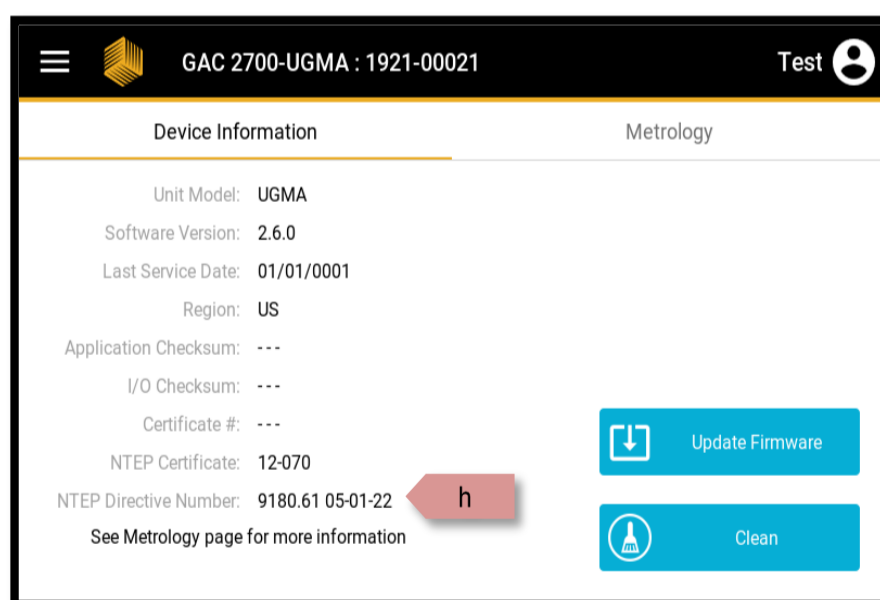 GAC 2700-UGMA : 1921-00021
Test
Device Information
Metrology
Unit Model: UGMA
Software Version: 2.6.0
Last Service Date: 01/01/0001
Region: US
Application Checksum: ---
I/O Checksum: ---
Certificate #: ---
NTEP Certificate: 12-070
NTEP Directive Number: 9180.61 05-01-22
h
See Metrology page for more information
Update Firmware
Clean